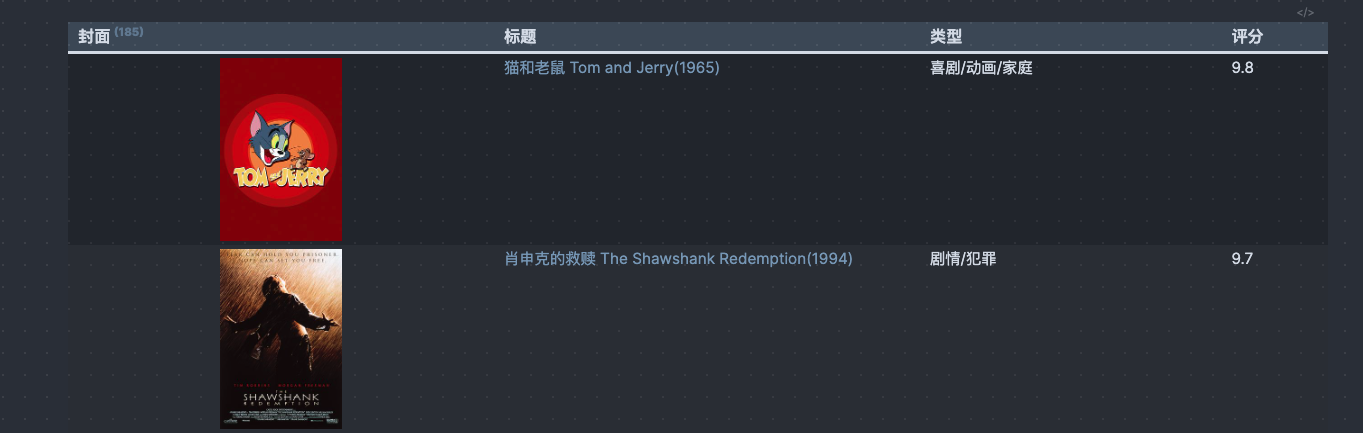 </>
封面 (185) 标题 类型 评分
猫和老鼠 Tom and Jerry(1965) 喜剧/动画/家庭 9.8
TOM AND JERRY
肖申克的救赎 The Shawshank Redemption(1994) 剧情/犯罪 9.7
FEAR CAN HOLD YOU PRISONER.
HOPE CAN SET YOU FREE.
TIM ROBBINS MORGAN FREEMAN
THE
SHAWSHANK
REDEMPTION